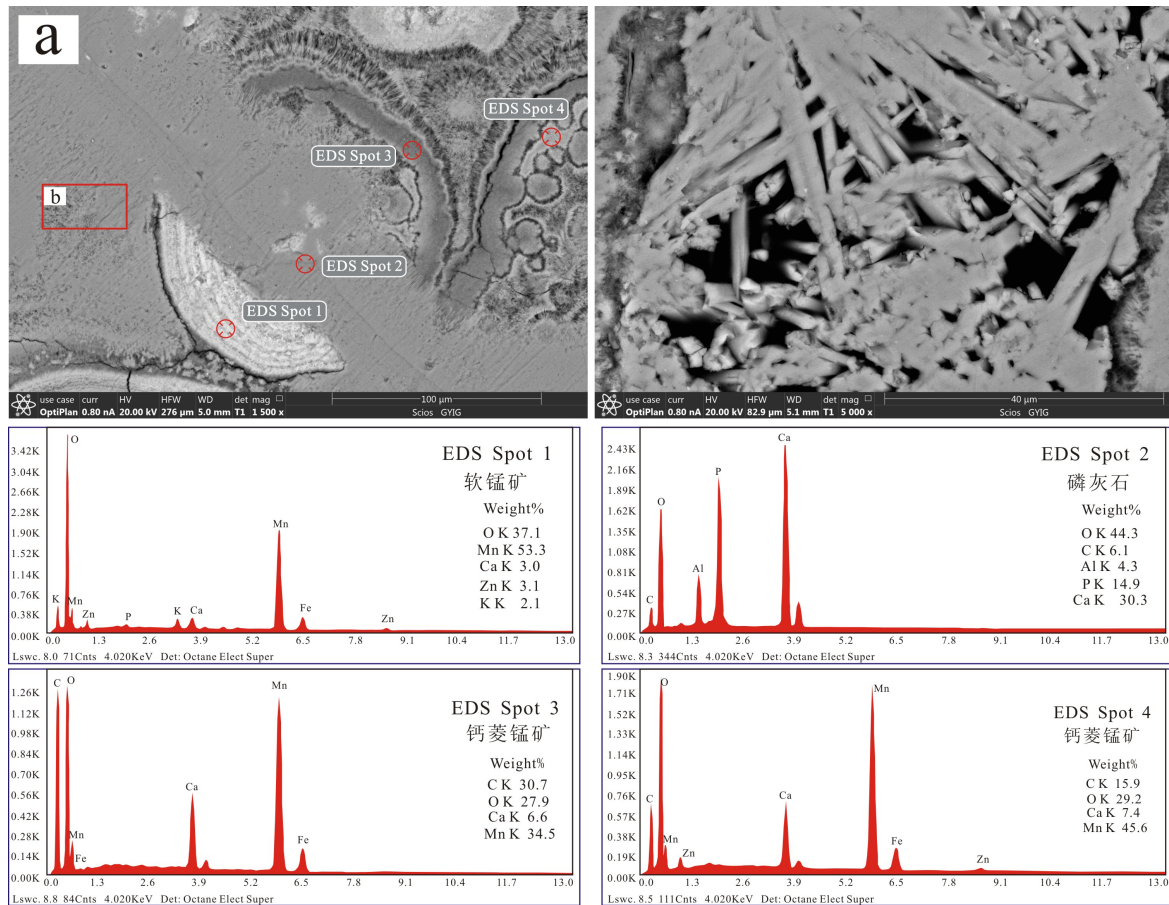 a
EDS Spot 4
EDS Spot 3
b
EDS Spot 2
EDS Spot 1
use case curr HV HFW WD det mag
OptiPlan 0.80 nA 20.00 kV 276 µm 5.0 mm T1 1 500 x
100 µm
Scios GYIG
use case curr HV HFW WD det mag
OptiPlan 0.80 nA 20.00 kV 82.9 µm 5.1 mm T1 5 000 x
40 µm
Scios GYIG
EDS Spot 1
软锰矿
Weight%
O K 37.1
Mn K 53.3
Ca K 3.0
Zn K 3.1
K K 2.1
3.42K
3.04K
2.66K
2.28K
1.90K
1.52K
1.14K
0.76K
0.38K
0.00K
O
K
Mn
Zn
P
K
Ca
Mn
Fe
Zn
0.0 1.3 2.6 3.9 5.2 6.5 7.8 9.1 10.4 11.7 13.0
Lswc. 8.0 71Cnts 4.020KeV Det: Octane Elect Super
EDS Spot 2
磷灰石
Weight%
O K 44.3
C K 6.1
Al K 4.3
P K 14.9
Ca K 30.3
2.43K
2.16K
1.89K
1.62K
1.35K
1.08K
0.81K
0.54K
0.27K
0.00K
C
O
Al
P
Ca
0.0 1.3 2.6 3.9 5.2 6.5 7.8 9.1 10.4 11.7 13.0
Lswc. 8.3 344Cnts 4.020KeV Det: Octane Elect Super
EDS Spot 3
钙菱锰矿
Weight%
C K 30.7
O K 27.9
Ca K 6.6
Mn K 34.5
1.26K
1.12K
0.98K
0.84K
0.70K
0.56K
0.42K
0.28K
0.14K
0.00K
C
O
Mn
Fe
Ca
Mn
Fe
0.0 1.3 2.6 3.9 5.2 6.5 7.8 9.1 10.4 11.7 13.0
Lswc. 8.8 84Cnts 4.020KeV Det: Octane Elect Super
EDS Spot 4
钙菱锰矿
Weight%
C K 15.9
O K 29.2
Ca K 7.4
Mn K 45.6
1.90K
1.71K
1.52K
1.33K
1.14K
0.95K
0.76K
0.57K
0.38K
0.19K
0.00K
O
C
Mn
Zn
Ca
Mn
Fe
Zn
0.0 1.3 2.6 3.9 5.2 6.5 7.8 9.1 10.4 11.7 13.0
Lswc. 8.5 111Cnts 4.020KeV Det: Octane Elect Super